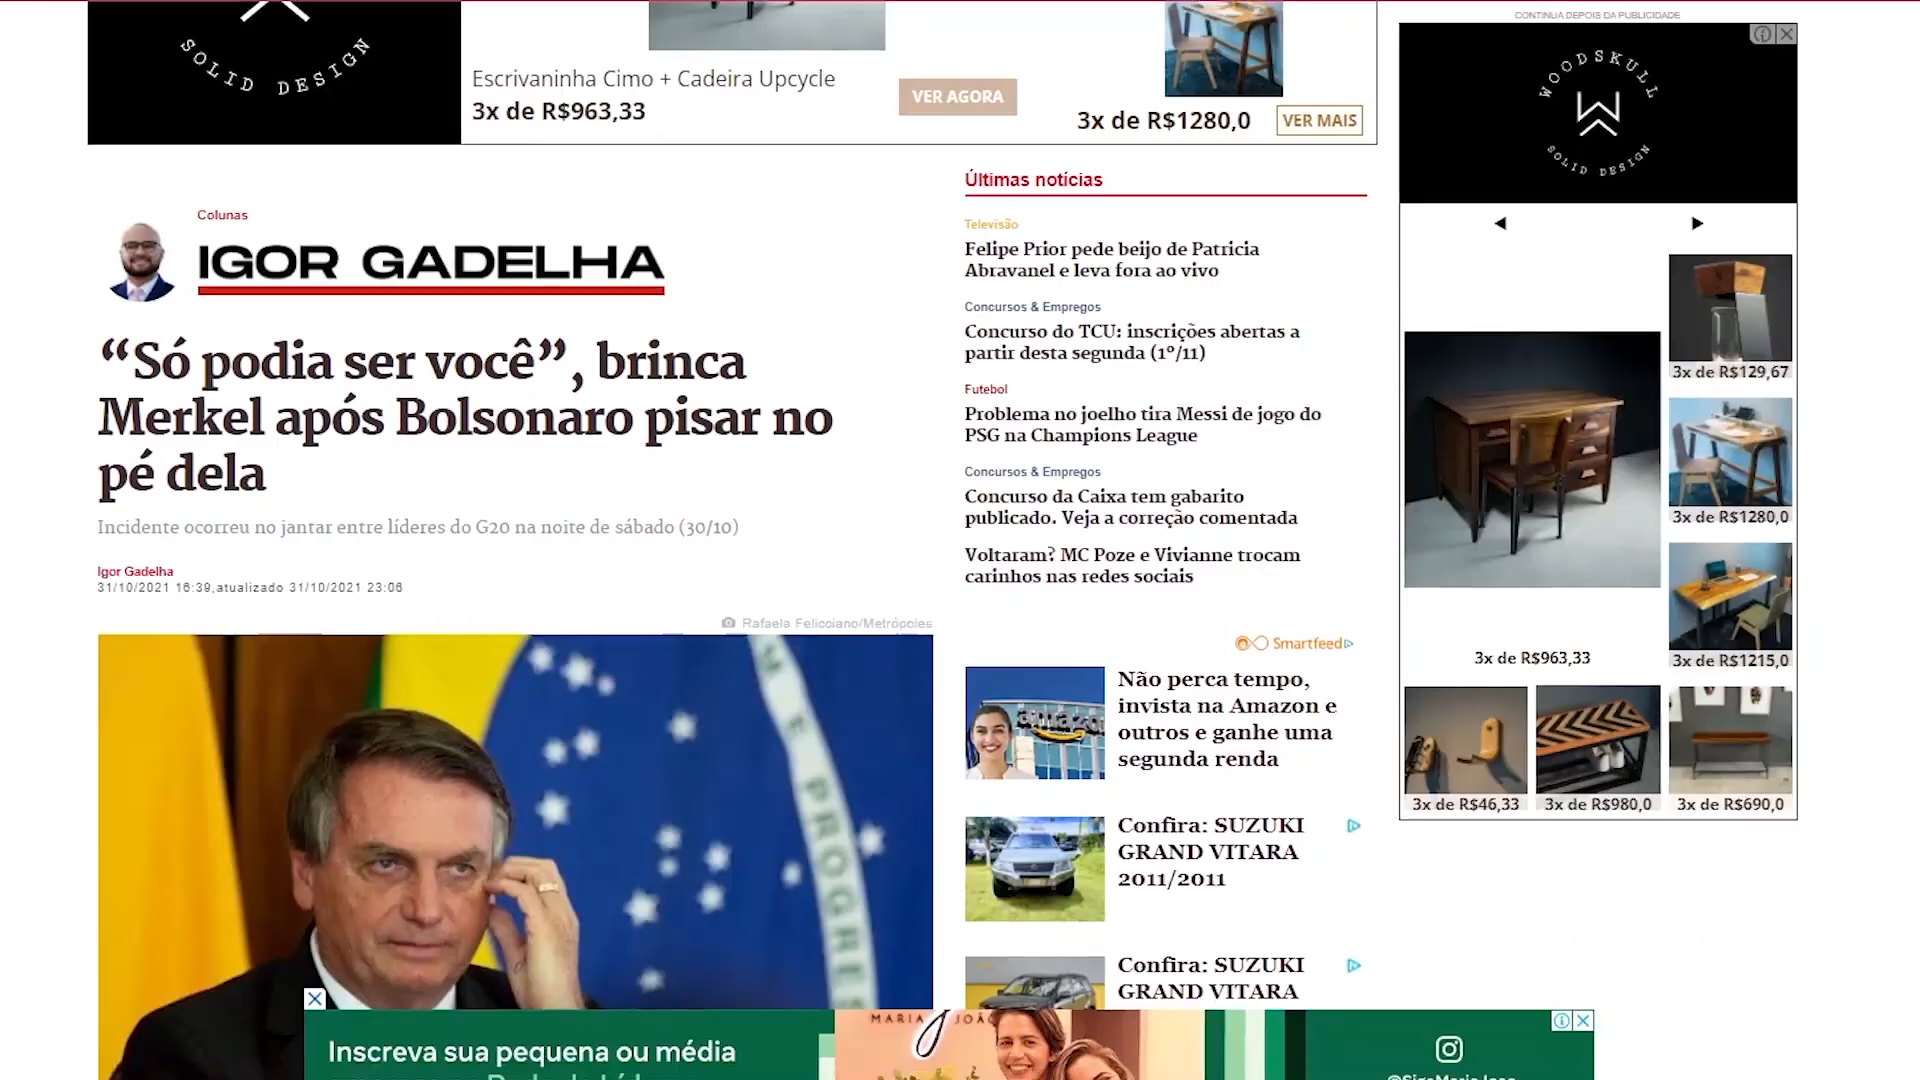 SOLID DESIGN
Escrivaninha Cimo + Cadeira Upcycle
3x de R$963,33
VER AGORA
3x de R$1280,0
VER MAIS
CONTINUA DEPOIS DA PUBLICIDADE
WOODSKULL
SOLID DESIGN
Colunas
IGOR GADELHA
“Só podia ser você”, brinca
Merkel após Bolsonaro pisar no
pé dela
Incidente ocorreu no jantar entre líderes do G20 na noite de sábado (30/10)
Igor Gadelha
31/10/2021 16:39,atualizado 31/10/2021 23:06
Rafaela Felicciano/Metrópoles
M E PROGRES
Últimas notícias
Televisão
Felipe Prior pede beijo de Patricia
Abravanel e leva fora ao vivo
Concursos & Empregos
Concurso do TCU: inscrições abertas a
partir desta segunda (1º/11)
Futebol
Problema no joelho tira Messi de jogo do
PSG na Champions League
Concursos & Empregos
Concurso da Caixa tem gabarito
publicado. Veja a correção comentada
Voltaram? MC Poze e Vivianne trocam
carinhos nas redes sociais
Smartfeed
amazo
Não perca tempo,
invista na Amazon e
outros e ganhe uma
segunda renda
Confira: SUZUKI
GRAND VITARA
2011/2011
Confira: SUZUKI
GRAND VITARA
3x de R$129,67
3x de R$1280,0
3x de R$1215,0
3x de R$963,33
3x de R$46,33
3x de R$980,0
3x de R$690,0
Inscreva sua pequena ou média
MARIA JOÃO